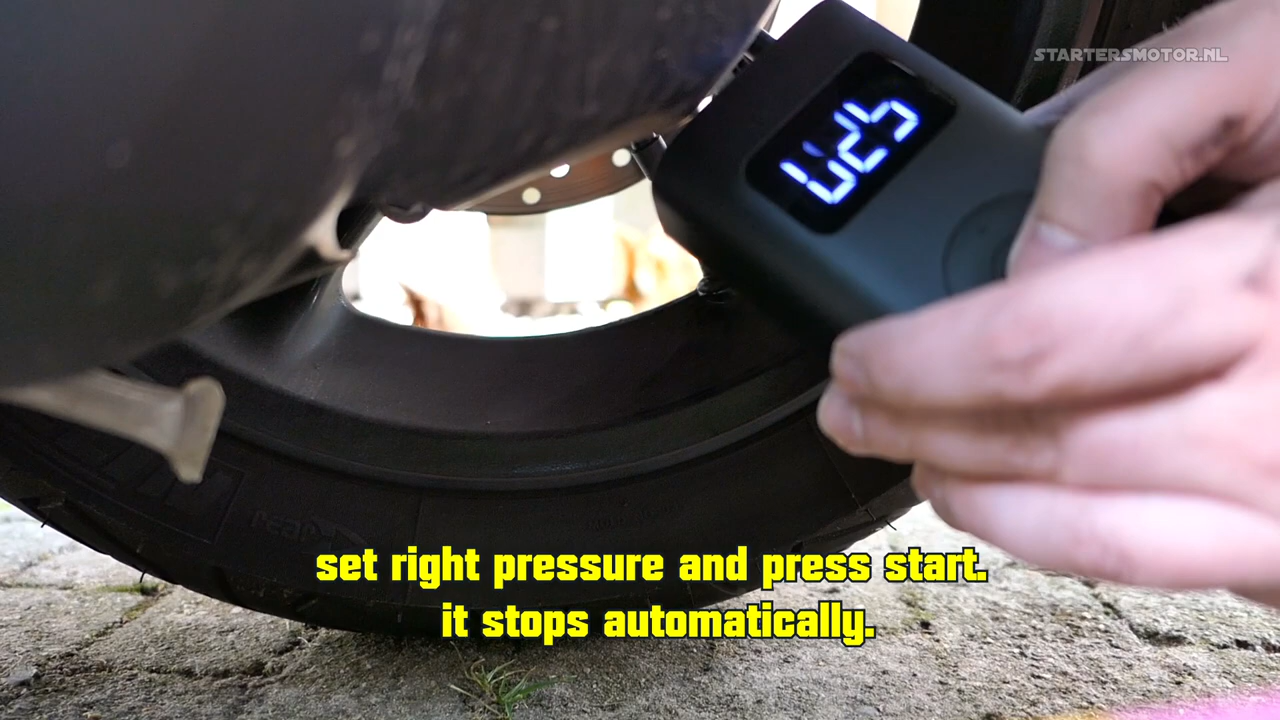 STARTERSMOTOR.NL
set right pressure and press start.
it stops automatically.